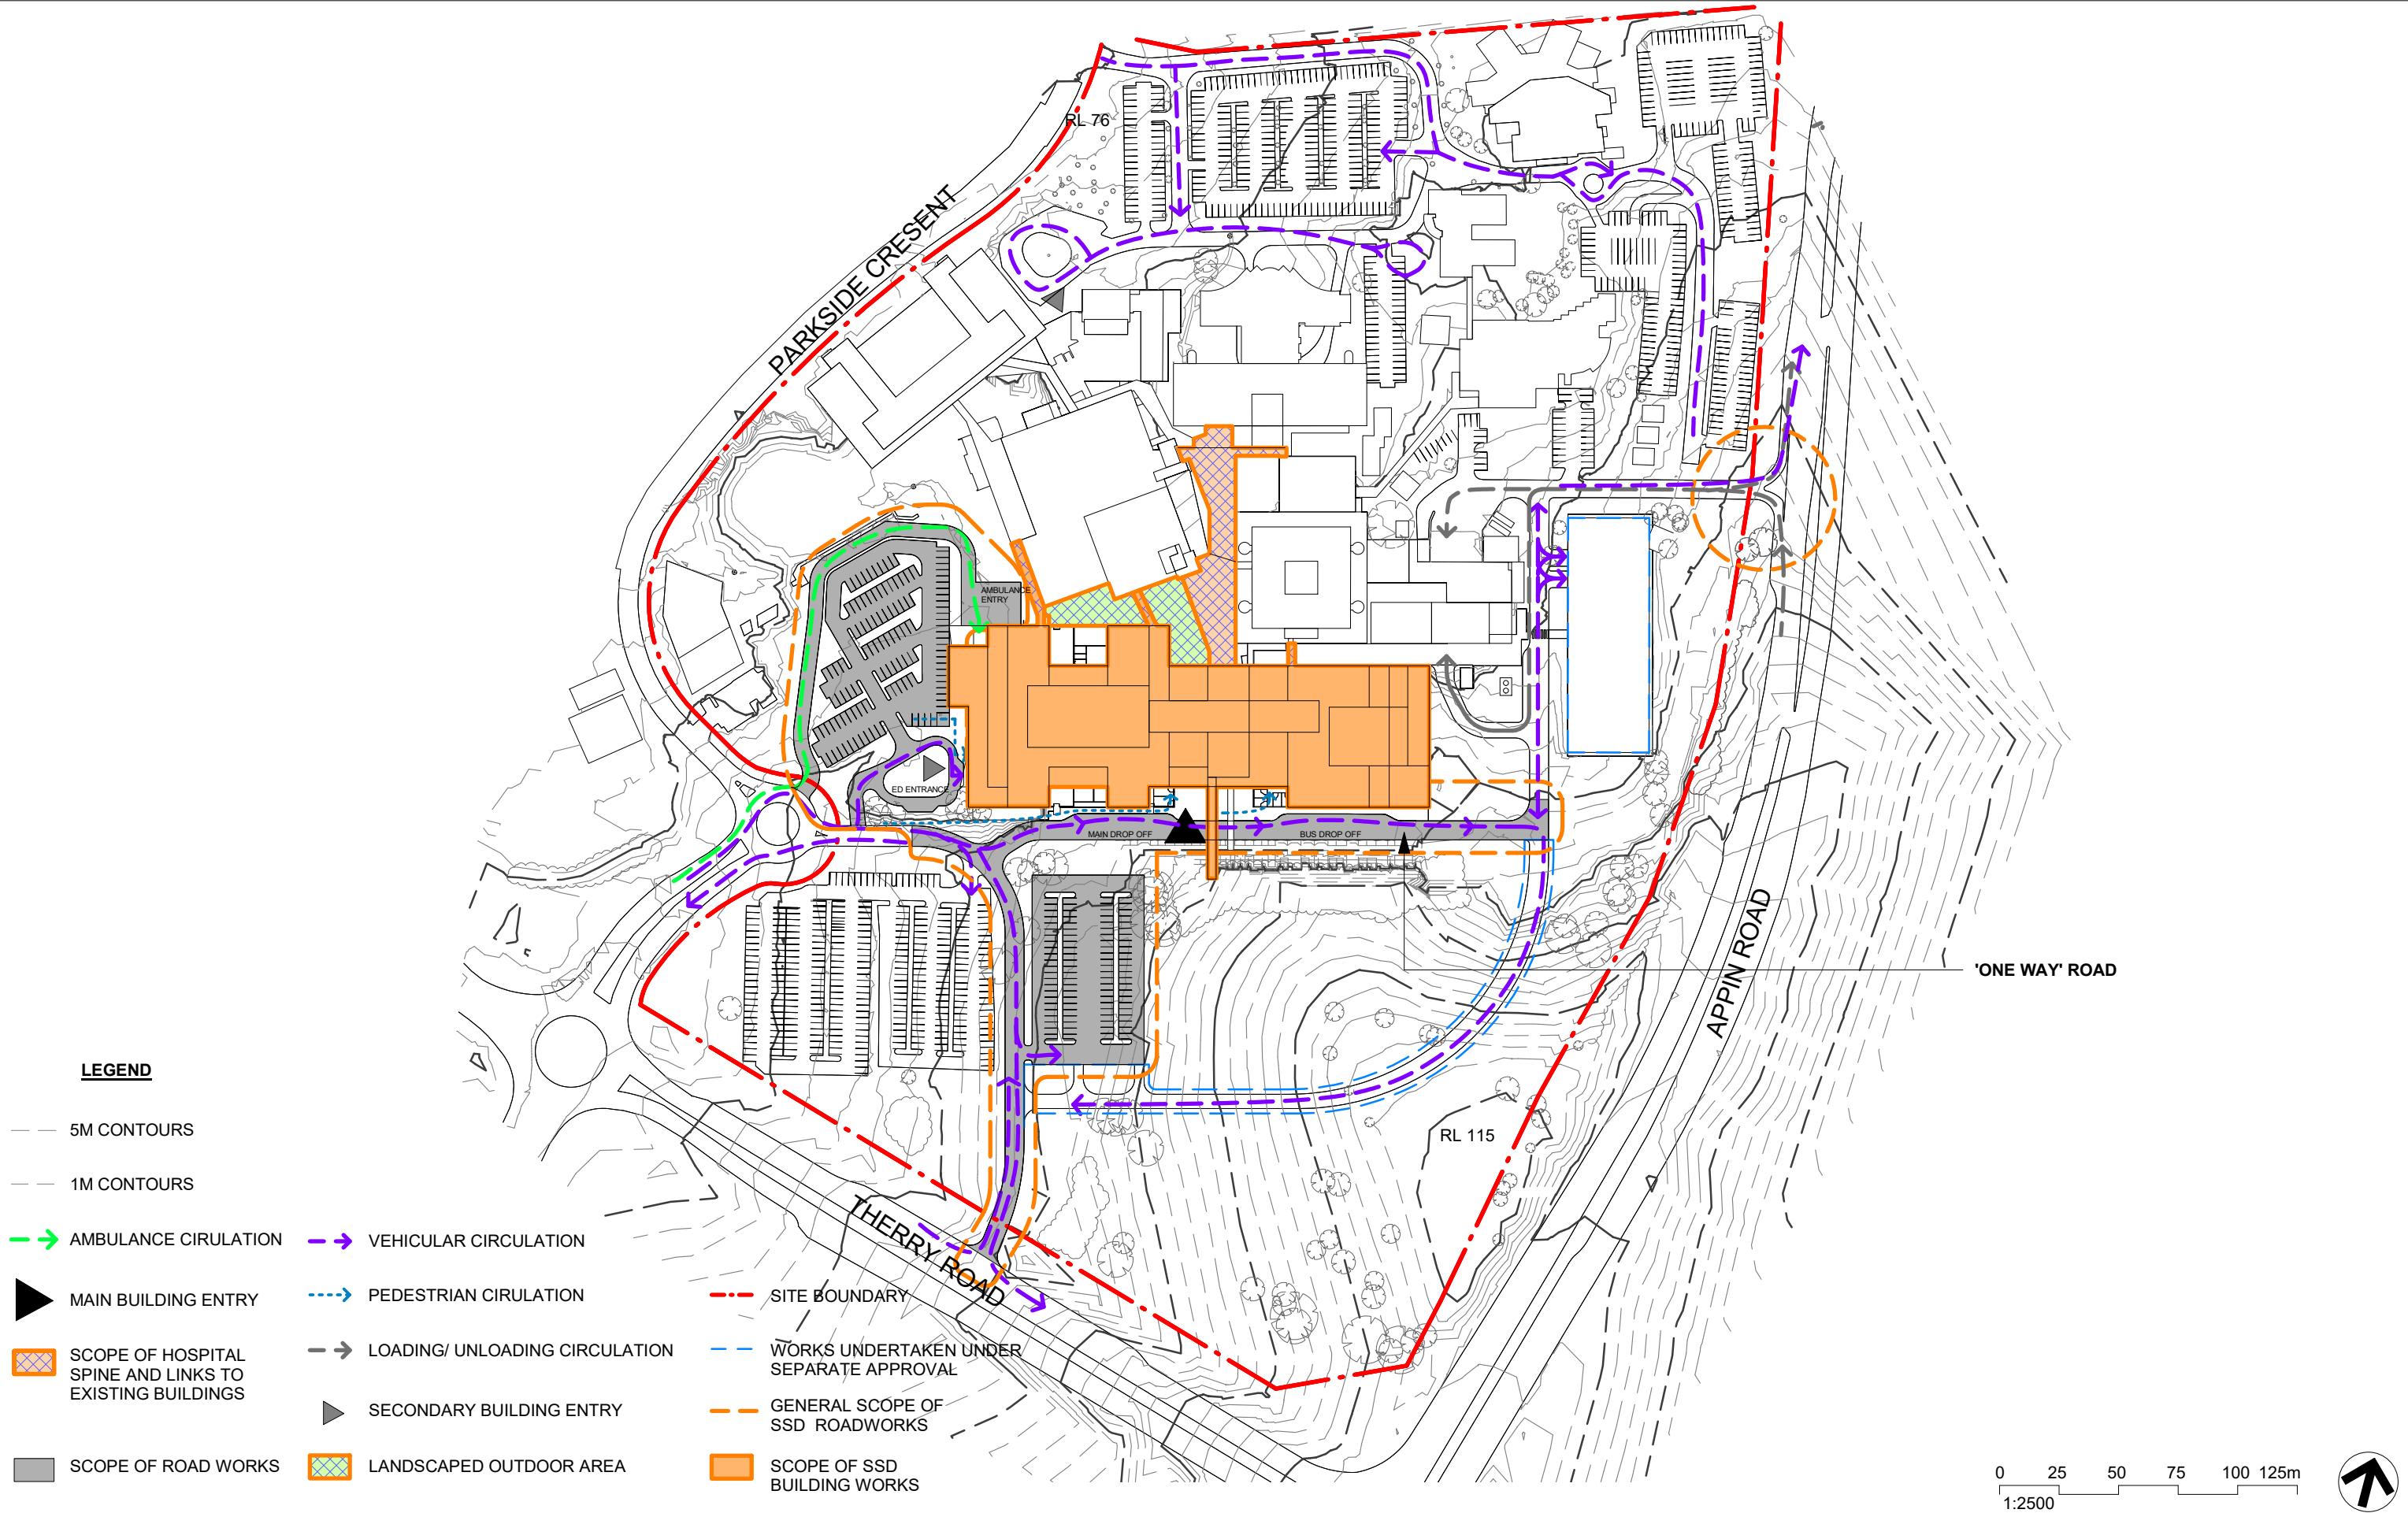 RL 76
PARKSIDE CRESENT
AMBULANCE
ENTRY
ED ENTRANCE
MAIN DROP OFF
BUS DROP OFF
'ONE WAY' ROAD
APPIN ROAD
RL 115
THERRY ROAD
LEGEND
5M CONTOURS
1M CONTOURS
AMBULANCE CIRULATION
MAIN BUILDING ENTRY
SCOPE OF HOSPITAL
SPINE AND LINKS TO
EXISTING BUILDINGS
SCOPE OF ROAD WORKS
VEHICULAR CIRCULATION
PEDESTRIAN CIRULATION
LOADING/ UNLOADING CIRCULATION
SECONDARY BUILDING ENTRY
LANDSCAPED OUTDOOR AREA
SITE BOUNDARY
WORKS UNDERTAKEN UNDER
SEPARATE APPROVAL
GENERAL SCOPE OF
SSD ROADWORKS
SCOPE OF SSD
BUILDING WORKS
0 25 50 75 100 125m
1:2500